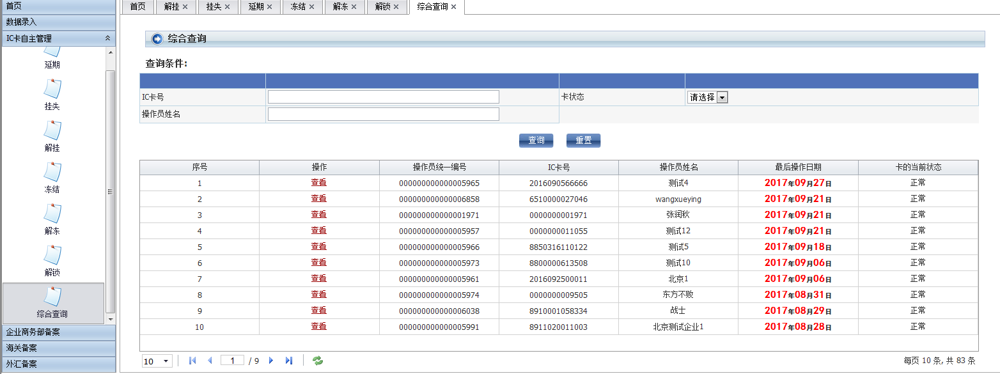 首页
数据录入
IC卡自主管理
延期
挂失
解挂
冻结
解冻
解锁
综合查询
企业商务部备案
海关备案
外汇备案
首页 解挂 挂失 延期 冻结 解冻 解锁 综合查询
综合查询
查询条件:
IC卡号 卡状态 请选择
操作员姓名
查询 重置
序号 操作 操作员统一编号 IC卡号 操作员姓名 最后操作日期 卡的当前状态
1 查看 000000000000005965 2016090566666 测试4 2017年09月27日 正常
2 查看 000000000000006858 6510000027046 wangxueying 2017年09月21日 正常
3 查看 000000000000001971 0000000001971 张润秋 2017年09月21日 正常
4 查看 000000000000005957 0000000011055 测试12 2017年09月21日 正常
5 查看 000000000000005966 8850316110122 测试5 2017年09月18日 正常
6 查看 000000000000005973 8800000613508 测试10 2017年09月06日 正常
7 查看 000000000000005961 2016092500011 北京1 2017年09月06日 正常
8 查看 000000000000005974 0000000009505 东方不败 2017年08月31日 正常
9 查看 000000000000006038 8910001058334 战士 2017年08月29日 正常
10 查看 000000000000005991 8911020011003 北京测试企业1 2017年08月28日 正常
10 1 / 9 每页 10 条, 共 83 条